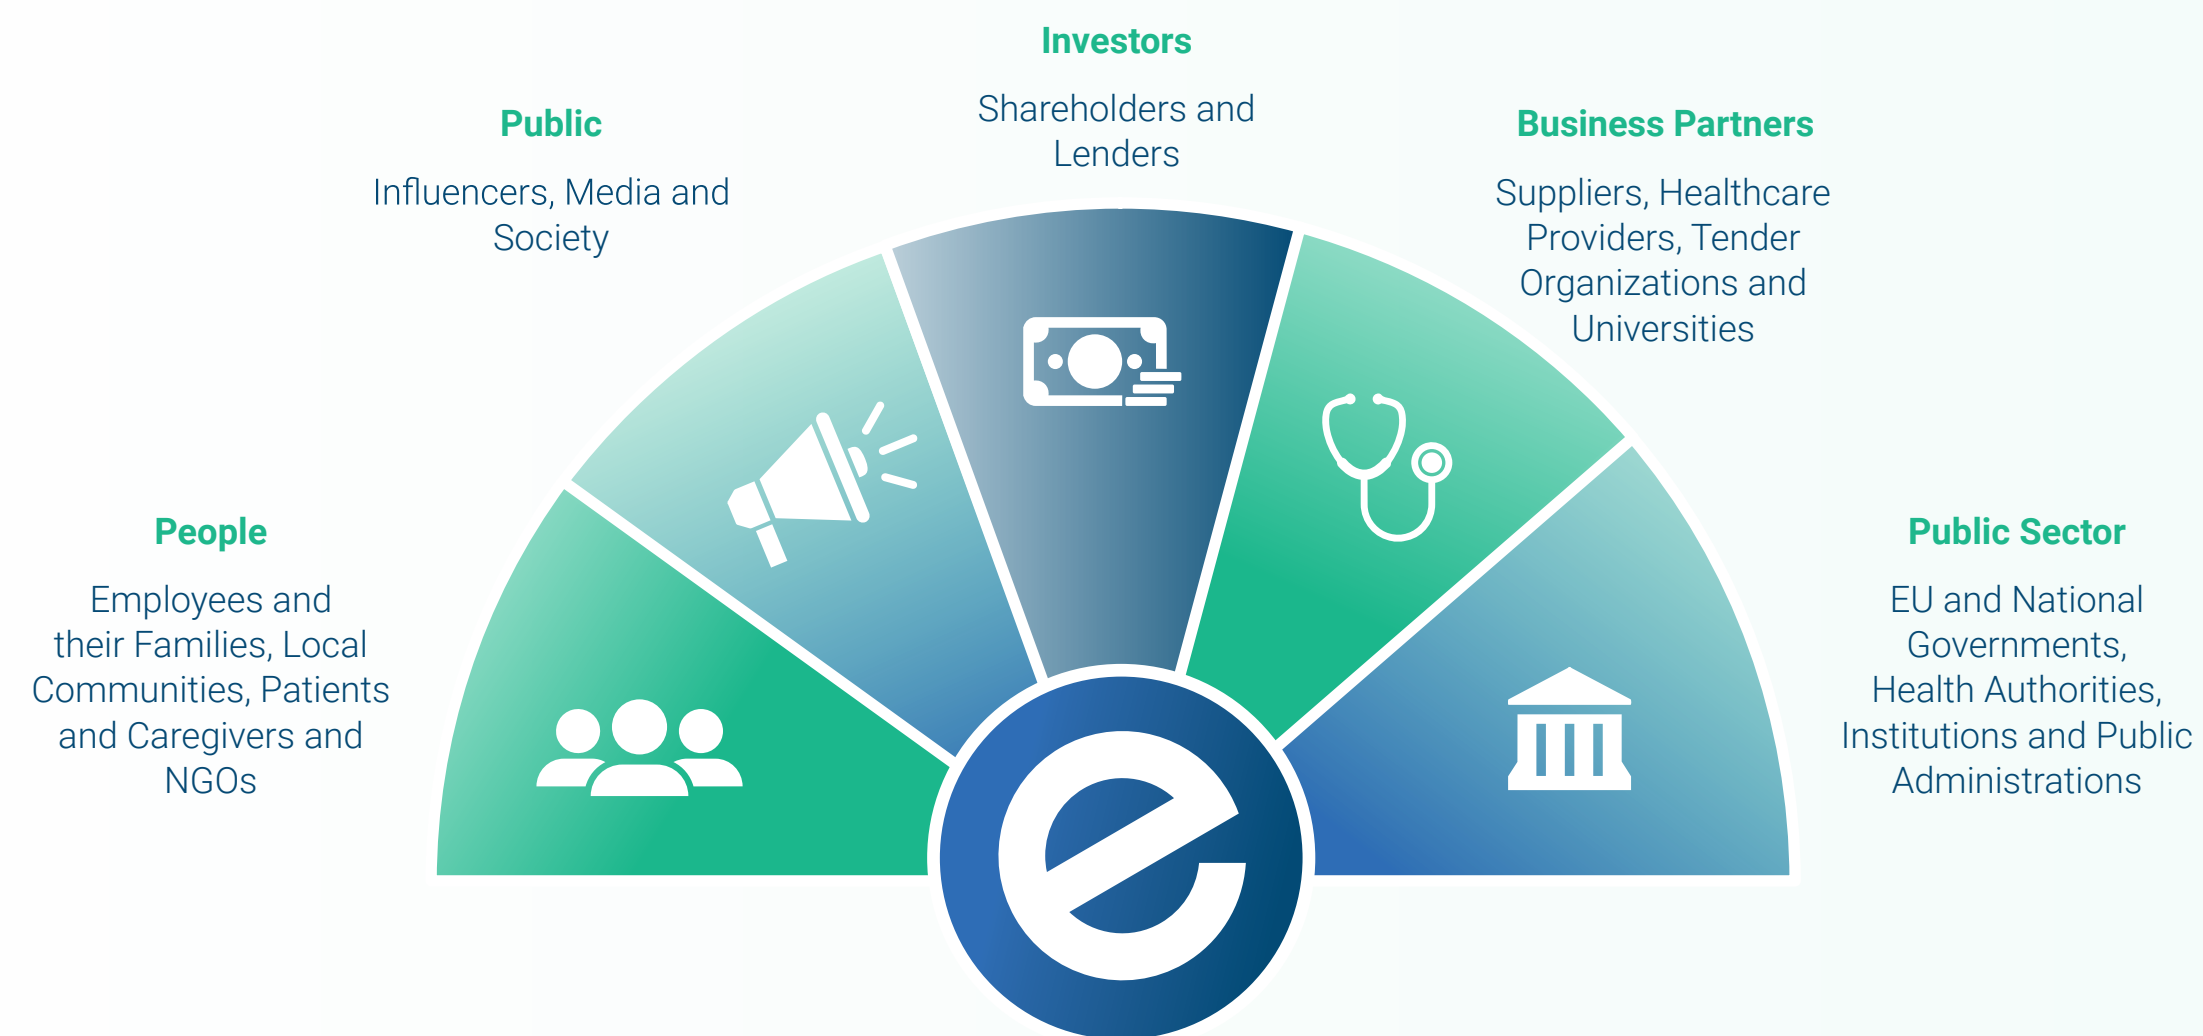 Investors
Shareholders and
Lenders
Public
Influencers, Media and
Society
Business Partners
Suppliers, Healthcare
Providers, Tender
Organizations and
Universities
People
Employees and
their Families, Local
Communities, Patients
and Caregivers and
NGOs
Public Sector
EU and National
Governments,
Health Authorities,
Institutions and Public
Administrations
e